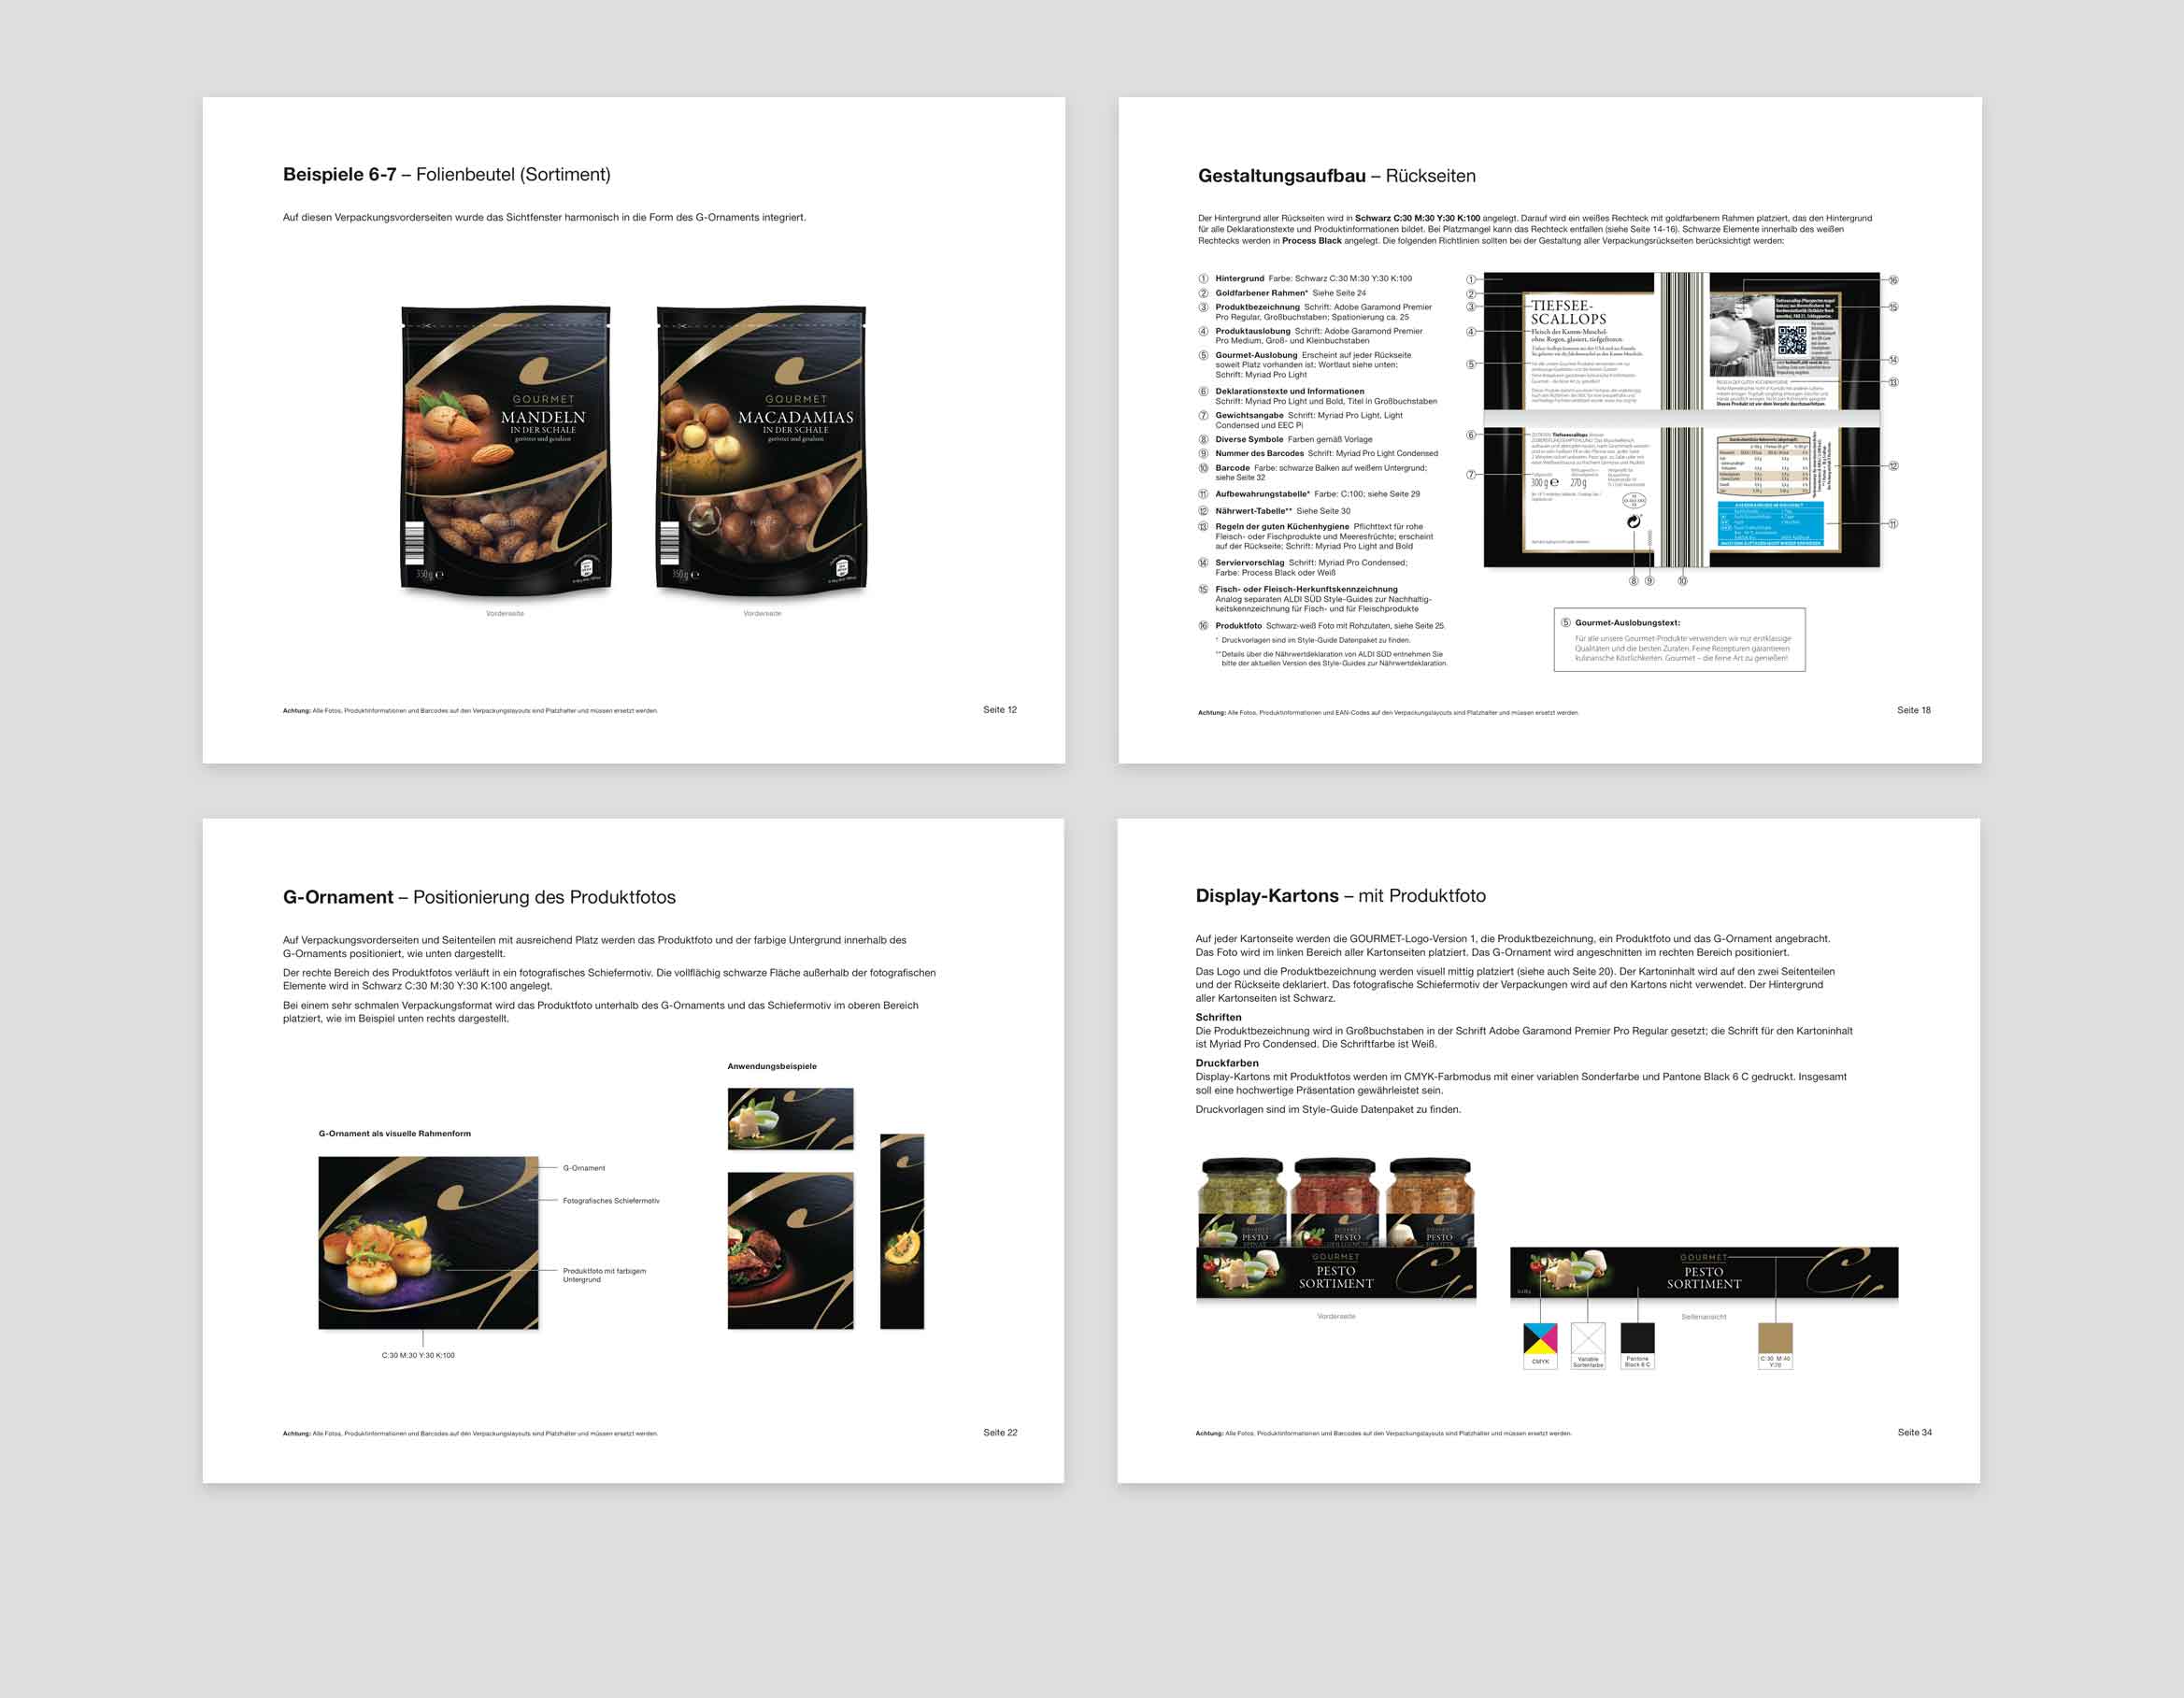 Beispiele 6-7 – Folienbeutel (Sortiment)
Auf diesen Verpackungsvorderseiten wurde das Sichtfenster harmonisch in die Form des G-Ornaments integriert.
GOURMET
MANDELN
IN DER SCHALE
geröstet und gesalzen
350 g ℮
GOURMET
MACADAMIAS
IN DER SCHALE
geröstet und gesalzen
350 g ℮
Vorderseite
Vorderseite
Achtung: Alle Fotos, Produktinformationen und Barcodes auf den Verpackungslayouts sind Platzhalter und müssen ersetzt werden.
Seite 12
Gestaltungsaufbau – Rückseiten
Der Hintergrund aller Rückseiten wird in Schwarz C:30 M:30 Y:30 K:100 angelegt. Darauf wird ein weißes Rechteck mit goldfarbenem Rahmen platziert, das den Hintergrund
für alle Deklarationstexte und Produktinformationen bildet. Bei Platzmangel kann das Rechteck entfallen (siehe Seite 14-16). Schwarze Elemente innerhalb des weißen
Rechtecks werden in Process Black angelegt. Die folgenden Richtlinien sollten bei der Gestaltung aller Verpackungsrückseiten berücksichtigt werden:
① Hintergrund Farbe: Schwarz C:30 M:30 Y:30 K:100
② Goldfarbener Rahmen* Siehe Seite 24
③ Produktbezeichnung Schrift: Adobe Garamond Premier
Pro Regular, Großbuchstaben; Spationierung ca. 25
④ Produktauslobung Schrift: Adobe Garamond Premier
Pro Medium, Groß- und Kleinbuchstaben
⑤ Gourmet-Auslobung Erscheint auf jeder Rückseite
soweit Platz vorhanden ist; Wortlaut siehe unten;
Schrift: Myriad Pro Light
⑥ Deklarationstexte und Informationen
Schrift: Myriad Pro Light und Bold, Titel in Großbuchstaben
⑦ Gewichtsangabe Schrift: Myriad Pro Light, Light
Condensed und EEC Pi
⑧ Diverse Symbole Farben gemäß Vorlage
⑨ Nummer des Barcodes Schrift: Myriad Pro Light Condensed
⑩ Barcode Farbe: schwarze Balken auf weißem Untergrund;
siehe Seite 32
⑪ Aufbewahrungstabelle* Farbe: C:100; siehe Seite 29
⑫ Nährwert-Tabelle** Siehe Seite 30
⑬ Regeln der guten Küchenhygiene Pflichttext für rohe
Fleisch- oder Fischprodukte und Meeresfrüchte; erscheint
auf der Rückseite; Schrift: Myriad Pro Light and Bold
⑭ Serviervorschlag Schrift: Myriad Pro Condensed;
Farbe: Process Black oder Weiß
⑮ Fisch- oder Fleisch-Herkunftskennzeichnung
Analog separaten ALDI SÜD Style-Guides zur Nachhaltig-
keitskennzeichnung für Fisch- und für Fleischprodukte
⑯ Produktfoto Schwarz-weiß Foto mit Rohzutaten, siehe Seite 25
* Druckvorlagen sind im Style-Guide Datenpaket zu finden.
** Details über die Nährwertdeklaration von ALDI SÜD entnehmen Sie
bitte der aktuellen Version des Style-Guides zur Nährwertdeklaration.
① ② ③ ④ ⑤ ⑥ ⑦
TIEFSEE-
SCALLOPS
Fleisch der Kamm-Muschel-
ohne Rogen, glasiert, tiefgefroren
300 g ℮ 270 g
⑧ ⑨ ⑩
⑯ ⑮ ⑭ ⑬ ⑫ ⑪
⑤ Gourmet-Auslobungstext:
Für alle unsere Gourmet-Produkte verwenden wir nur erstklassige
Qualitäten und die besten Zutaten. Feine Rezepturen garantieren
kulinarische Köstlichkeiten. Gourmet – die feine Art zu genießen!
Achtung: Alle Fotos, Produktinformationen und EAN-Codes auf den Verpackungslayouts sind Platzhalter und müssen ersetzt werden.
Seite 18
G-Ornament – Positionierung des Produktfotos
Auf Verpackungsvorderseiten und Seitenteilen mit ausreichend Platz werden das Produktfoto und der farbige Untergrund innerhalb des
G-Ornaments positioniert, wie unten dargestellt.
Der rechte Bereich des Produktfotos verläuft in ein fotografisches Schiefermotiv. Die vollflächig schwarze Fläche außerhalb der fotografischen
Elemente wird in Schwarz C:30 M:30 Y:30 K:100 angelegt.
Bei einem sehr schmalen Verpackungsformat wird das Produktfoto unterhalb des G-Ornaments und das Schiefermotiv im oberen Bereich
platziert, wie im Beispiel unten rechts dargestellt.
Anwendungsbeispiele
G-Ornament als visuelle Rahmenform
G-Ornament
Fotografisches Schiefermotiv
Produktfoto mit farbigem
Untergrund
C:30 M:30 Y:30 K:100
Achtung: Alle Fotos, Produktinformationen und Barcodes auf den Verpackungslayouts sind Platzhalter und müssen ersetzt werden.
Seite 22
Display-Kartons – mit Produktfoto
Auf jeder Kartonseite werden die GOURMET-Logo-Version 1, die Produktbezeichnung, ein Produktfoto und das G-Ornament angebracht.
Das Foto wird im linken Bereich aller Kartonseiten platziert. Das G-Ornament wird angeschnitten im rechten Bereich positioniert.
Das Logo und die Produktbezeichnung werden visuell mittig platziert (siehe auch Seite 20). Der Kartoninhalt wird auf den zwei Seitenteilen
und der Rückseite deklariert. Das fotografische Schiefermotiv der Verpackungen wird auf den Kartons nicht verwendet. Der Hintergrund
aller Kartonseiten ist Schwarz.
Schriften
Die Produktbezeichnung wird in Großbuchstaben in der Schrift Adobe Garamond Premier Pro Regular gesetzt; die Schrift für den Kartoninhalt
ist Myriad Pro Condensed. Die Schriftfarbe ist Weiß.
Druckfarben
Display-Kartons mit Produktfotos werden im CMYK-Farbmodus mit einer variablen Sonderfarbe und Pantone Black 6 C gedruckt. Insgesamt
soll eine hochwertige Präsentation gewährleistet sein.
Druckvorlagen sind im Style-Guide Datenpaket zu finden.
PESTO
PESTO
PESTO
GOURMET
PESTO
SORTIMENT
GOURMET
PESTO
SORTIMENT
Vorderseite
Seitenansicht
CMYK
Variable
Sortenfarbe
Pantone
Black 6 C
C:30 M:40
Y:70
Achtung: Alle Fotos, Produktinformationen und Barcodes auf den Verpackungslayouts sind Platzhalter und müssen ersetzt werden.
Seite 34